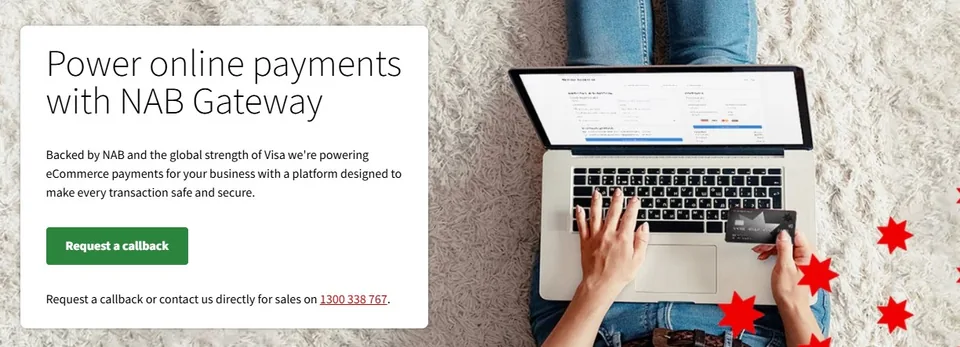 Power online payments
with NAB Gateway
Backed by NAB and the global strength of Visa we're powering
eCommerce payments for your business with a platform designed to
make every transaction safe and secure.
Request a callback
Request a callback or contact us directly for sales on 1300 338 767.